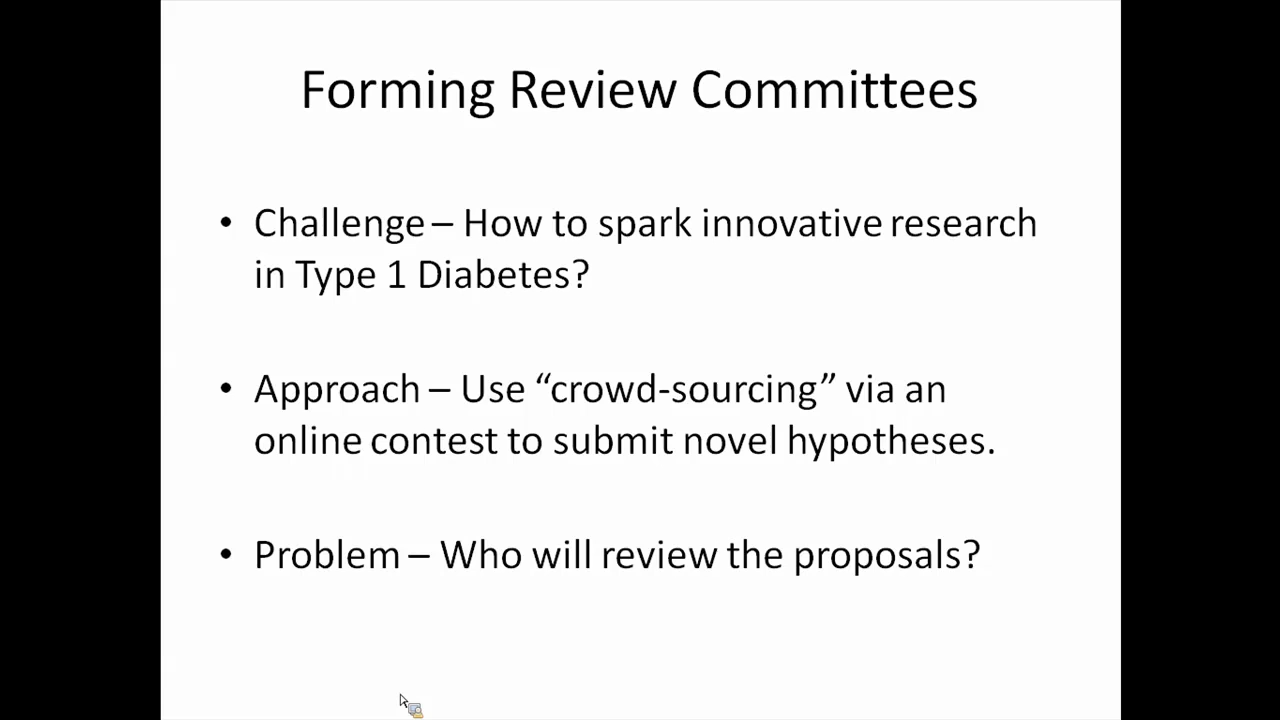 Forming Review Committees
• Challenge – How to spark innovative research
in Type 1 Diabetes?
• Approach – Use “crowd-sourcing” via an
online contest to submit novel hypotheses.
• Problem – Who will review the proposals?